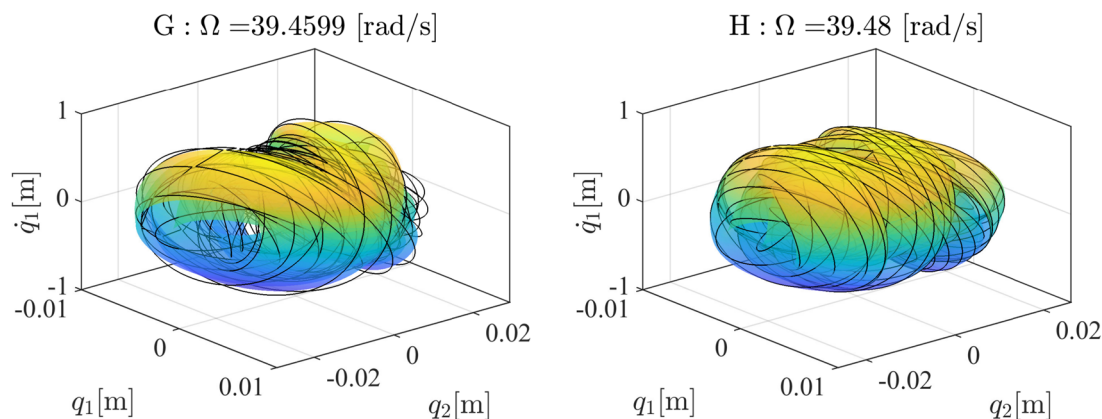 G : Ω =39.4599 [rad/s]
1
0
-1
q̇₁[m]
-0.01
0
0.01
q₁[m]
-0.02
0
0.02
q₂[m]
H : Ω =39.48 [rad/s]
1
0
-1
q̇₁[m]
-0.01
0
0.01
q₁[m]
-0.02
0
0.02
q₂[m]